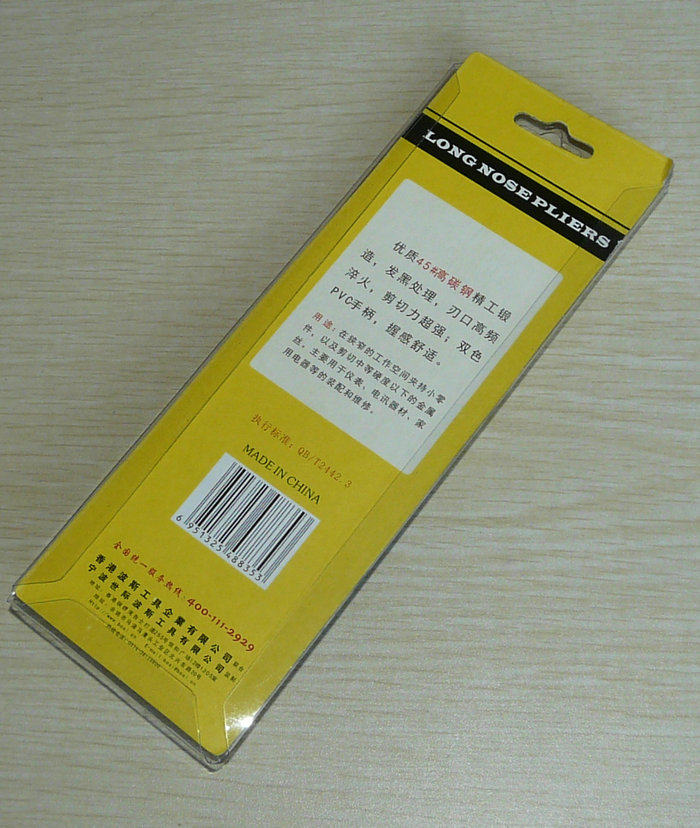 LONG NOSE PLIERS
优质45#高碳钢精工锻
造，发黑处理，刃口高频
淬火，剪切力超强；双色
PVC手柄，握感舒适。
用途：在狭窄的工作空间夹持小零
件，以及剪切中等硬度以下的金属
丝，主要用于仪表，电讯器材，家
用电器等的装配和维修。
执行标准：QB/T2442.3
MADE IN CHINA
6 951325 488353
全国统一服务热线：400-111-2929
香港波斯工具企業有限公司
宁波世际波斯工具有限公司